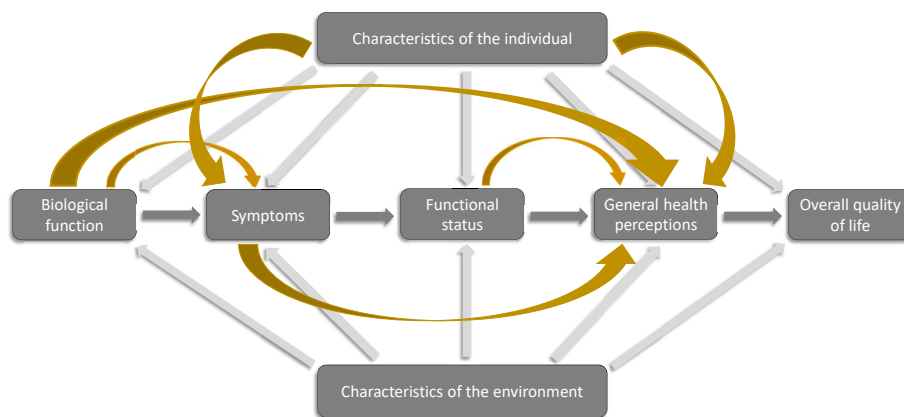 Characteristics of the individual
Biological
function
Symptoms
Functional
status
General health
perceptions
Overall quality
of life
Characteristics of the environment